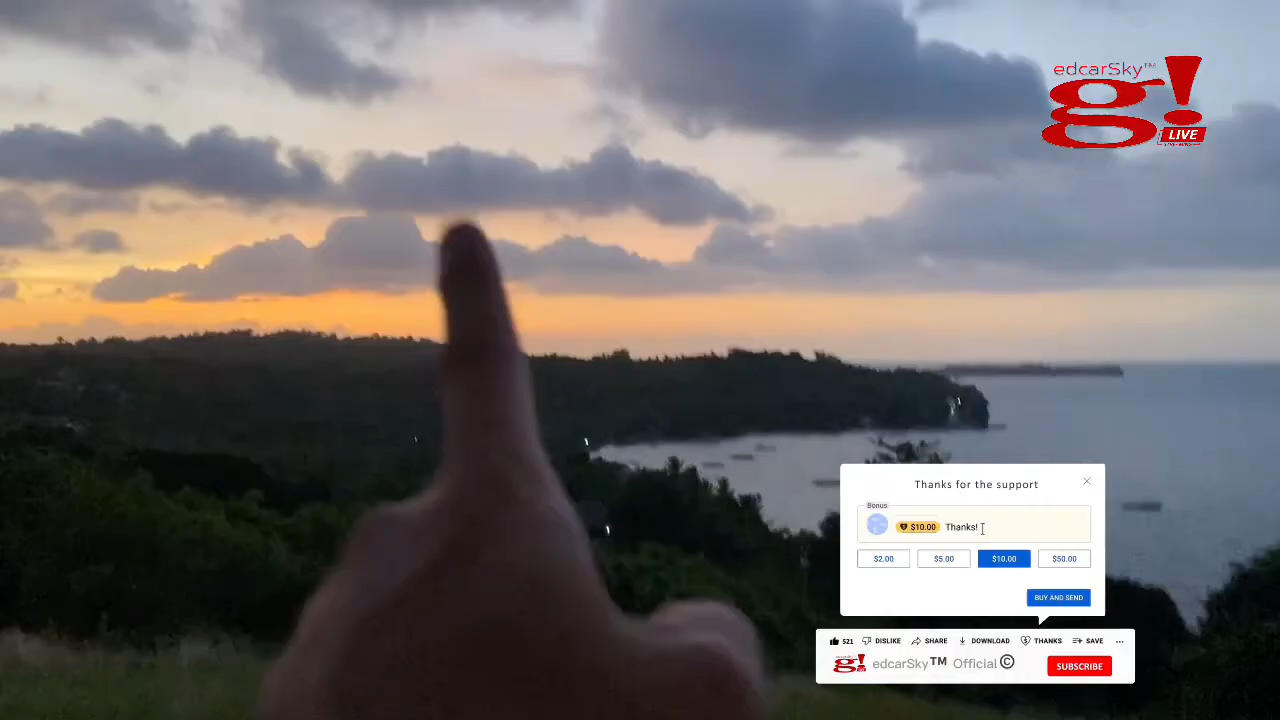 edcarSky™
g!
LIVE
Thanks for the support
Bonus
$10.00 Thanks!
$2.00 $5.00 $10.00 $50.00
BUY AND SEND
521 DISLIKE SHARE DOWNLOAD THANKS SAVE
g! edcarSky™ Official©
SUBSCRIBE